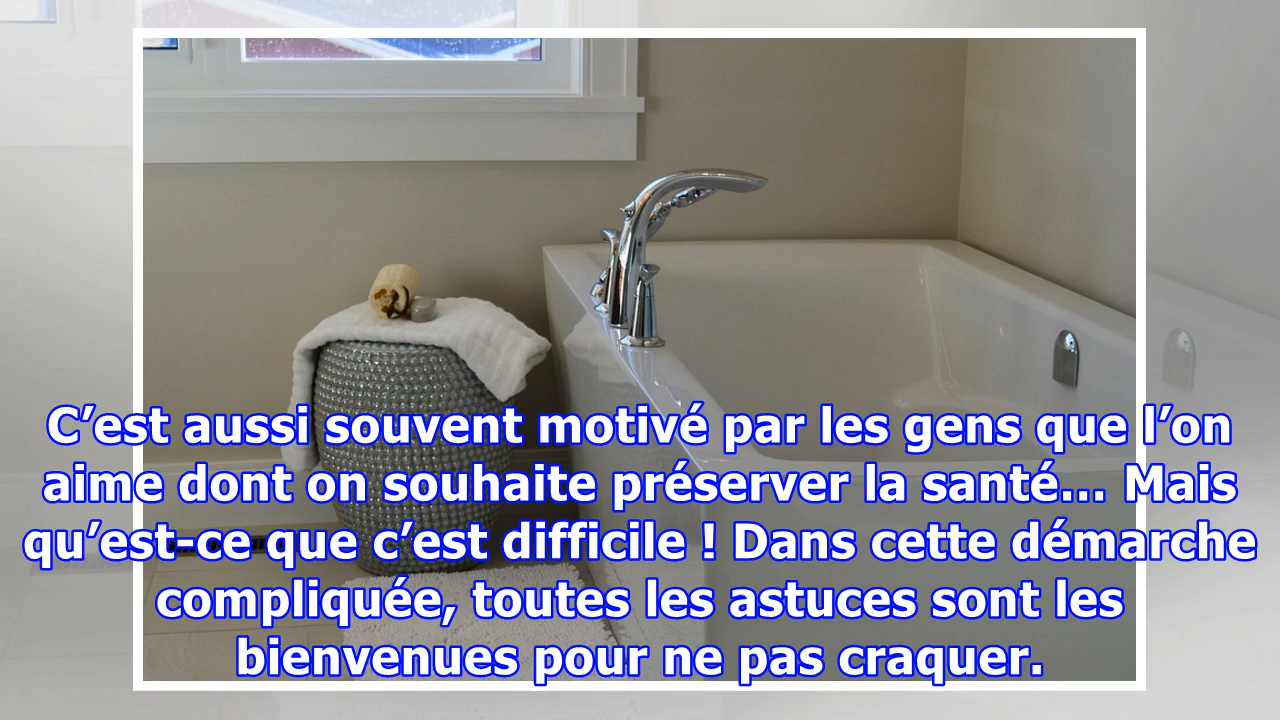 C’est aussi souvent motivé par les gens que l’on
aime dont on souhaite préserver la santé... Mais
qu’est-ce que c’est difficile ! Dans cette démarche
compliquée, toutes les astuces sont les
bienvenues pour ne pas craquer.